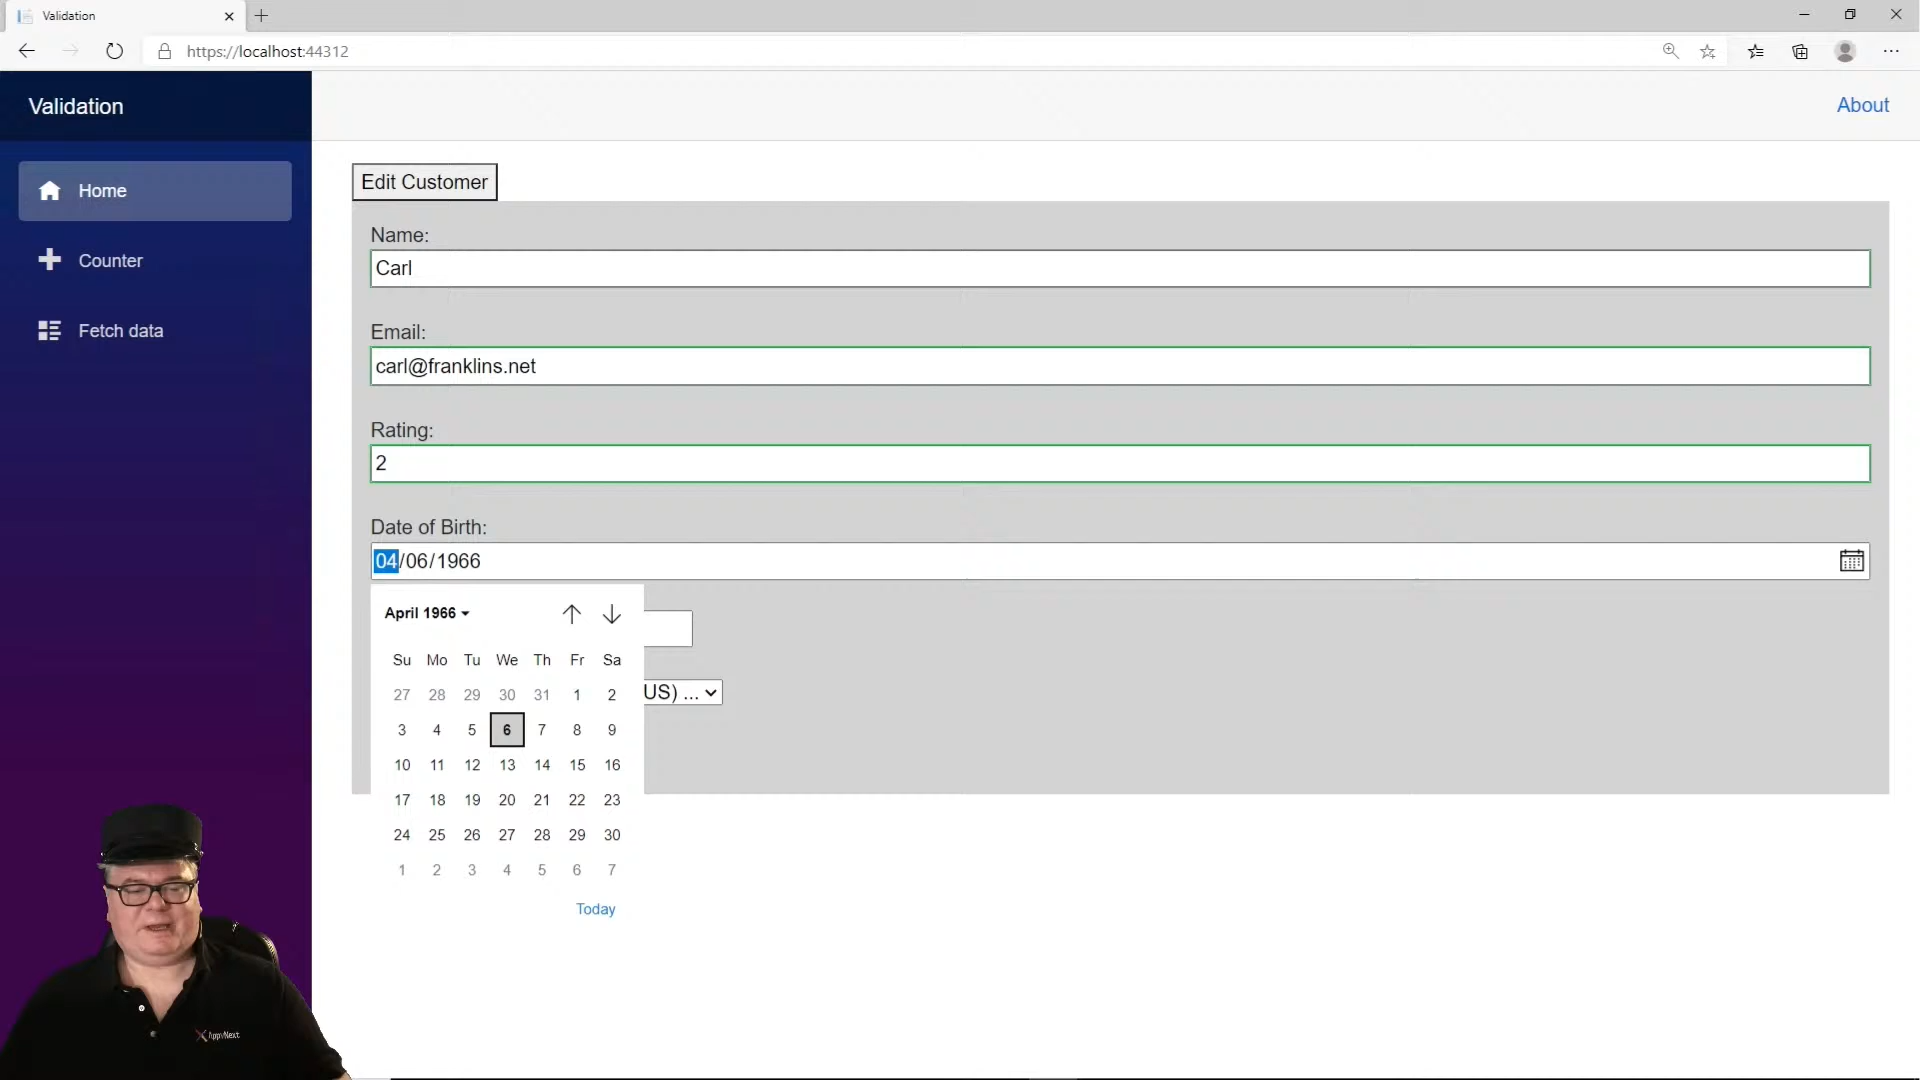 Validation
https://localhost:44312
Validation
About
Home
Counter
Fetch data
Edit Customer
Name:
Carl
Email:
carl@franklins.net
Rating:
2
Date of Birth:
04/06/1966
April 1966
Su Mo Tu We Th Fr Sa
27 28 29 30 31 1 2
3 4 5 6 7 8 9
10 11 12 13 14 15 16
17 18 19 20 21 22 23
24 25 26 27 28 29 30
1 2 3 4 5 6 7
Today
US) ...
AppvNext